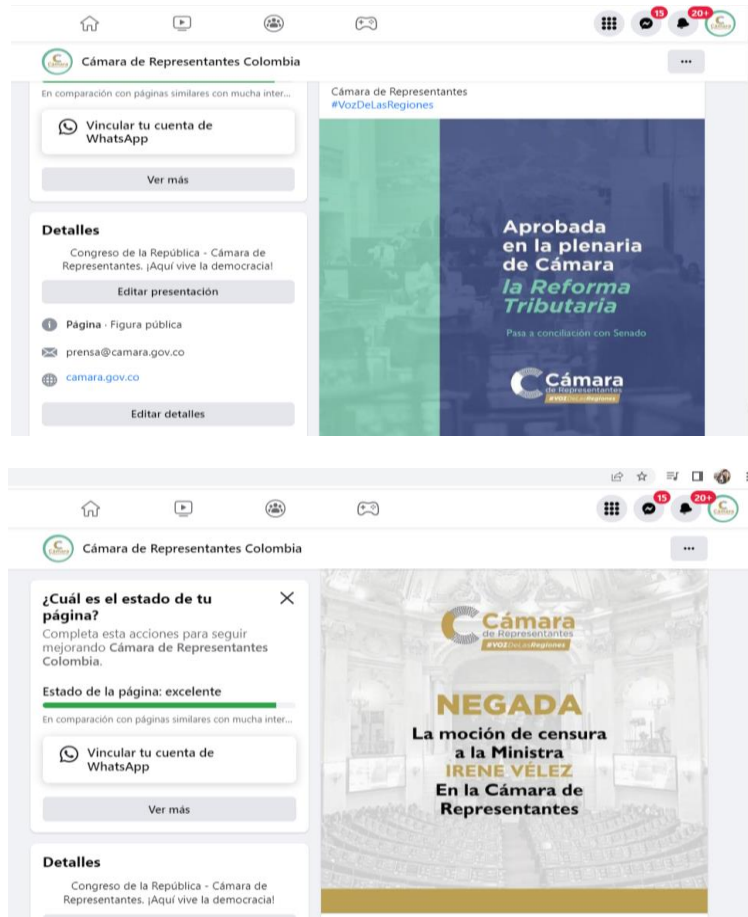 15
20+
Cámara de Representantes Colombia
En comparación con páginas similares con mucha inter...
Vincular tu cuenta de
WhatsApp
Ver más
Detalles
Congreso de la República - Cámara de
Representantes. ¡Aquí vive la democracia!
Editar presentación
Página · Figura pública
prensa@camara.gov.co
camara.gov.co
Editar detalles
Cámara de Representantes
#VozDeLasRegiones
Aprobada
en la plenaria
de Cámara
la Reforma
Tributaria
Pasa a conciliación con Senado
Cámara
de Representantes
#VOZDeLasRegiones
15
20+
Cámara de Representantes Colombia
¿Cuál es el estado de tu
página?
Completa esta acciones para seguir
mejorando Cámara de Representantes
Colombia.
Estado de la página: excelente
En comparación con páginas similares con mucha inter...
Vincular tu cuenta de
WhatsApp
Ver más
Detalles
Congreso de la República - Cámara de
Representantes. ¡Aquí vive la democracia!
Cámara
de Representantes
#VOZDeLasRegiones
NEGADA
La moción de censura
a la Ministra
IRENE VÉLEZ
En la Cámara de
Representantes